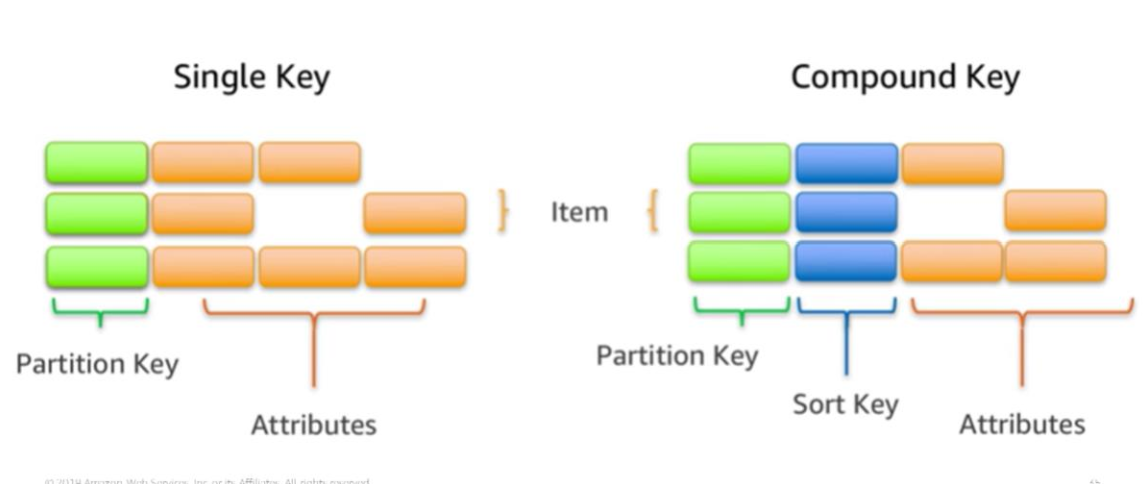 Single Key
Compound Key
Item
Partition Key
Attributes
Partition Key
Sort Key
Attributes
© 2018 Amazon Web Services, Inc. or its Affiliates. All rights reserved.